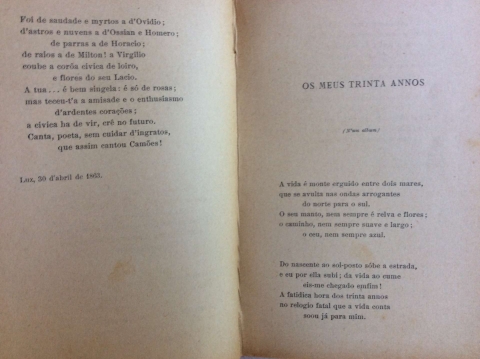 Foi de saudade e myrtos a d'Ovidio;
d'astros e nuvens a d'Ossian e Homero;
de parras a de Horacio;
de raios a de Milton! a Virgilio
coube a corôa civica de loiro,
e flores do seu Lacio.
A tua... é bem singela: é só de rosas;
mas teceu-t'a a amisade e o enthusiasmo
d'ardentes corações;
a civica ha de vir, crê no futuro.
Canta, poeta, sem cuidar d'ingratos,
que assim cantou Camões!
Luz, 30 d'abril de 1865.
OS MEUS TRINTA ANNOS
(N'um album)
A vida é monte erguido entre dois mares,
que se avulta nas ondas arrogantes
do norte para o sul.
O seu manto, nem sempre é relva e flores;
o caminho, nem sempre suave e largo;
o ceu, nem sempre azul.
Do nascente ao sol-posto sóbe a estrada,
e eu por ella subi; da vida ao cume
eis-me chegado emfim!
A fatidica hora dos trinta annos
no relogio fatal que a vida conta
soou já para mim.